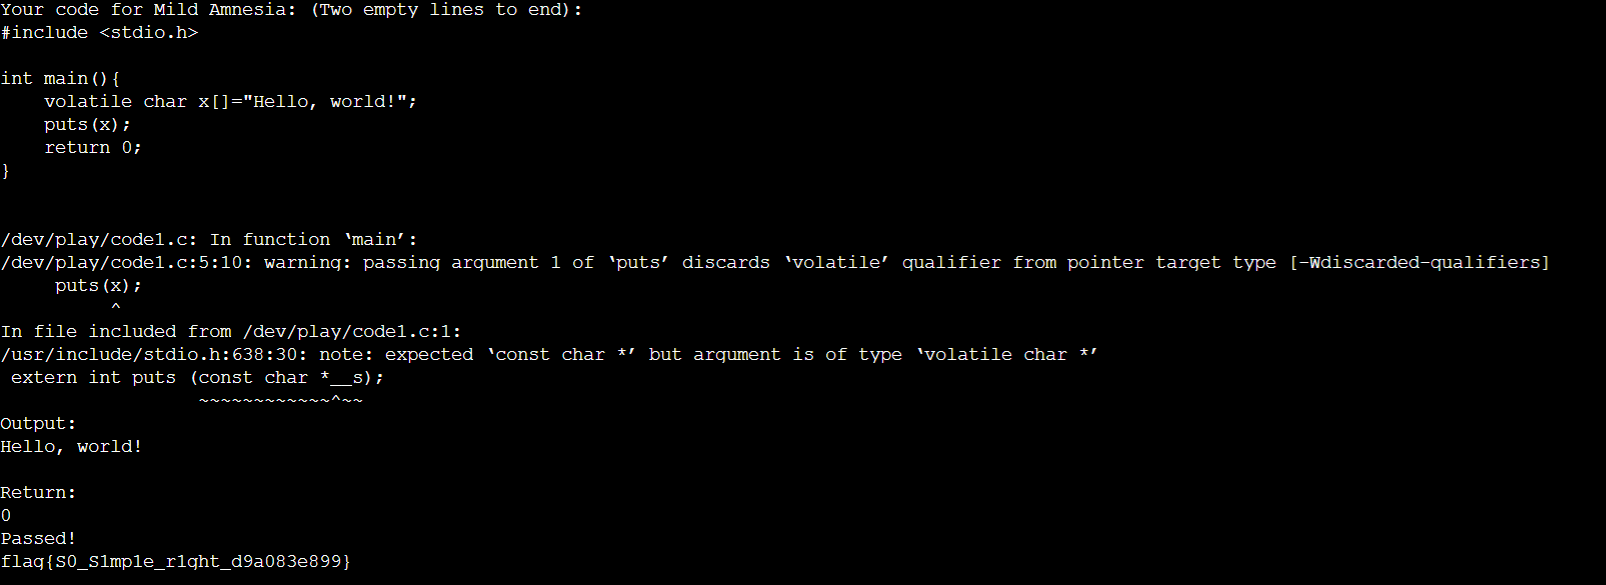 Your code for Mild Amnesia: (Two empty lines to end):
#include <stdio.h>

int main(){
    volatile char x[]="Hello, world!";
    puts(x);
    return 0;
}


/dev/play/code1.c: In function ‘main’:
/dev/play/code1.c:5:10: warning: passing argument 1 of ‘puts’ discards ‘volatile’ qualifier from pointer target type [-Wdiscarded-qualifiers]
     puts(x);
          ^
In file included from /dev/play/code1.c:1:
/usr/include/stdio.h:638:30: note: expected ‘const char *’ but argument is of type ‘volatile char *’
 extern int puts (const char *__s);
                  ~~~~~~~~~~~~^~~
Output:
Hello, world!

Return:
0
Passed!
flag{S0_S1mp1e_r1ght_d9a083e899}